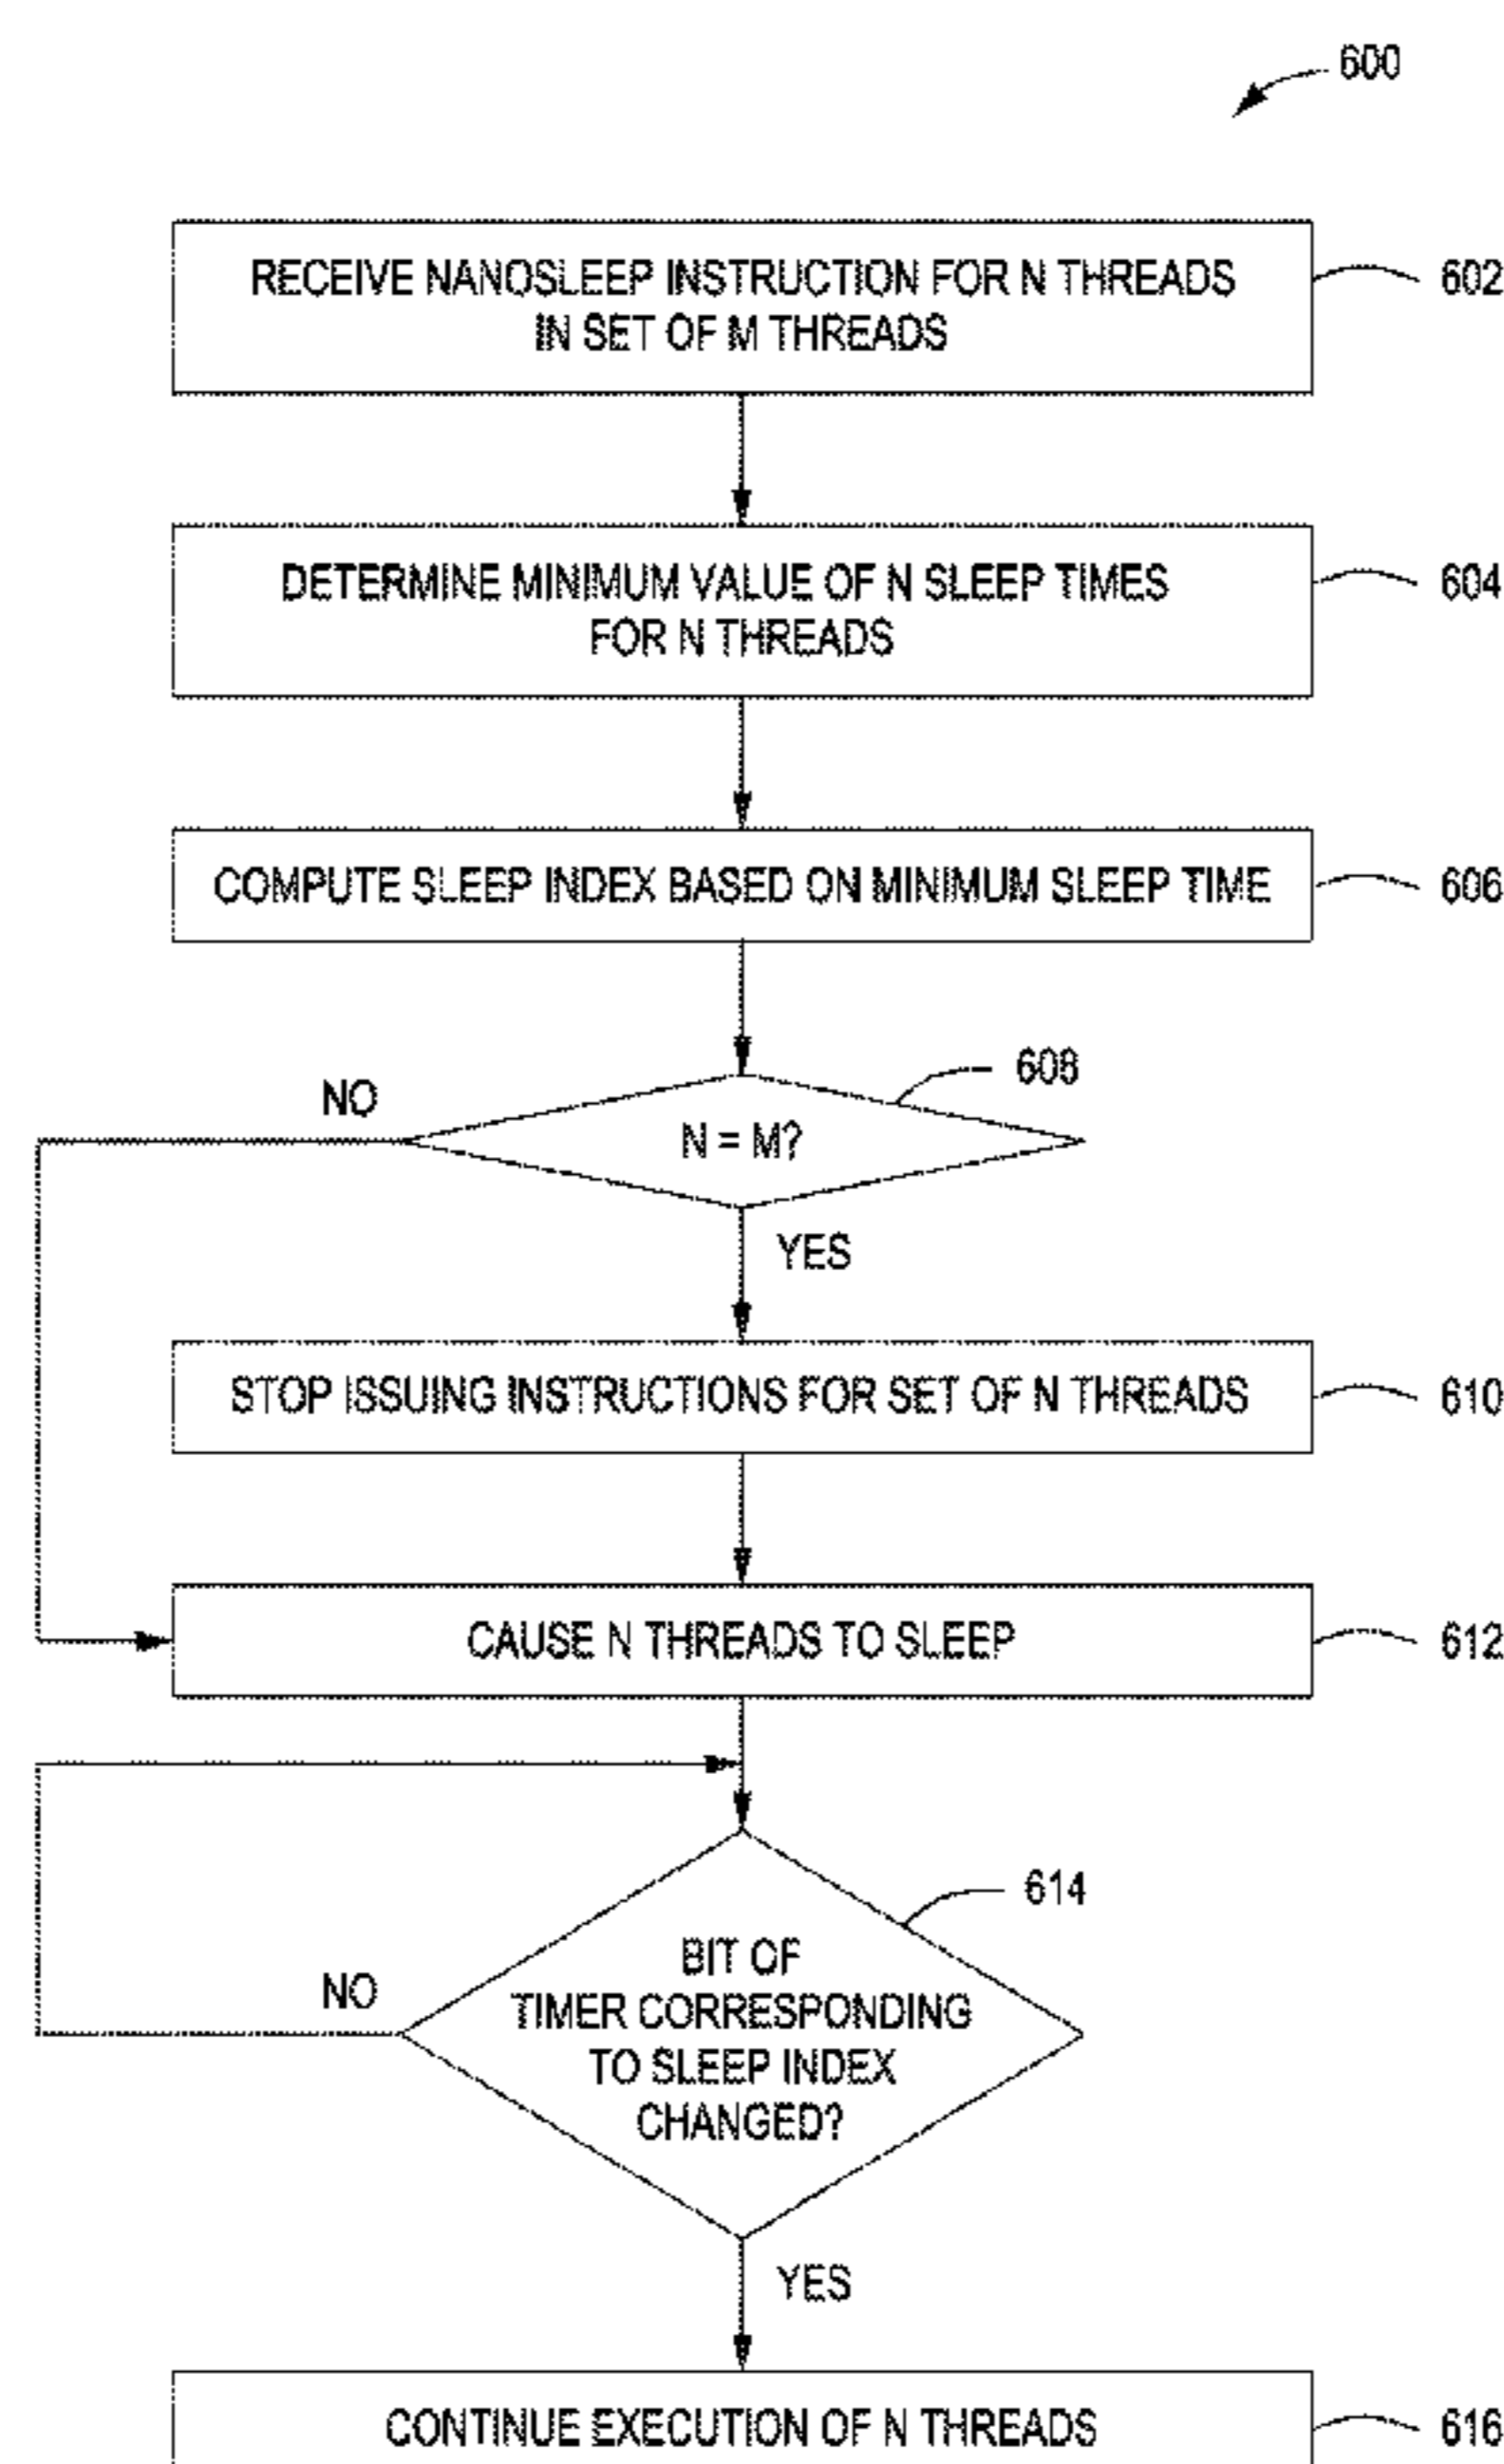 600
RECEIVE NANOSLEEP INSTRUCTION FOR N THREADS
IN SET OF M THREADS
602
DETERMINE MINIMUM VALUE OF N SLEEP TIMES
FOR N THREADS
604
COMPUTE SLEEP INDEX BASED ON MINIMUM SLEEP TIME
606
608
NO
N = M?
YES
STOP ISSUING INSTRUCTIONS FOR SET OF N THREADS
610
CAUSE N THREADS TO SLEEP
612
614
NO
BIT OF
TIMER CORRESPONDING
TO SLEEP INDEX
CHANGED?
YES
CONTINUE EXECUTION OF N THREADS
616